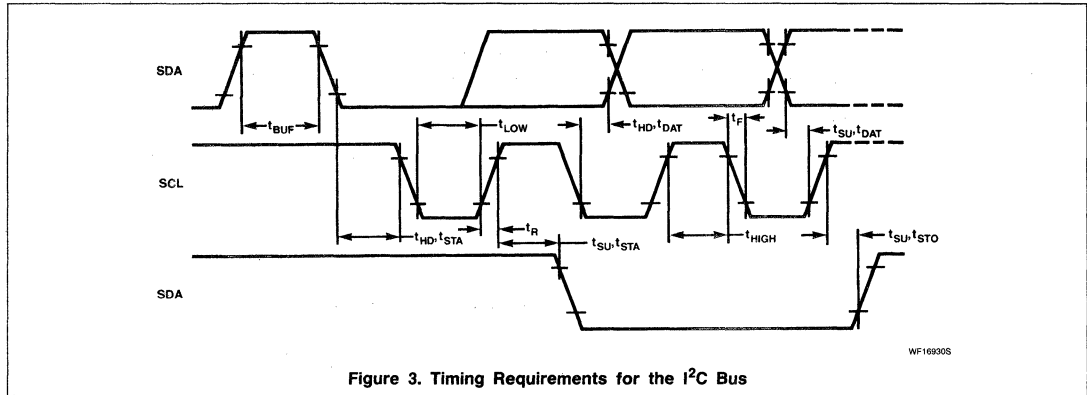 SDA
tBUF
tLOW
tHD,tDAT
tF
tSU,tDAT
SCL
tHD,tSTA
tR
tSU,tSTA
tHIGH
tSU,tSTO
SDA
WF16930S
Figure 3. Timing Requirements for the I²C Bus